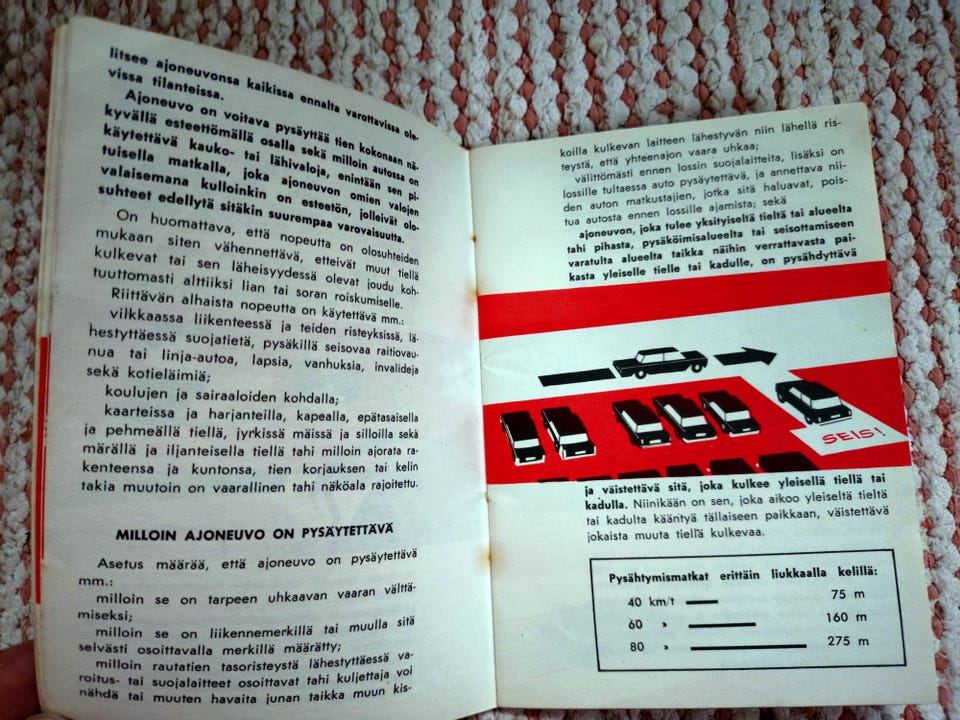 litsee ajoneuvonsa kaikissa ennalta varottavissa ole-
vissa tilanteissa.
Ajoneuvo on voitava pysäyttää tien kokonaan nä-
kyvällä esteettömällä osalla sekä milloin autossa on
käytettävä kauko- tai lähivaloja, enintään sen pi-
tuisella matkalla, joka ajoneuvon omien valojen
valaisemana kulloinkin on esteetön, jolleivät olo-
suhteet edellytä sitäkin suurempaa varovaisuutta.
On huomattava, että nopeutta on olosuhteiden
mukaan siten vähennettävä, etteivät muut tiellä
kulkevat tai sen läheisyydessä olevat joudu koh-
tuuttomasti alttiiksi lian tai soran roiskumiselle.
Riittävän alhaista nopeutta on käytettävä mm.:
vilkkaassa liikenteessä ja teiden risteyksissä, lä-
hestyttäessä suojatietä, pysäkillä seisovaa raitiovau-
nua tai linja-autoa, lapsia, vanhuksia, invalideja
sekä kotieläimiä;
koulujen ja sairaaloiden kohdalla;
kaarteissa ja harjanteilla, kapealla, epätasaisella
ja pehmeällä tiellä, jyrkissä mäissä ja silloilla sekä
märällä ja iljanteisella tiellä tahi milloin ajorata ra-
kenteensa ja kuntonsa, tien korjauksen tai kelin
takia muutoin on vaarallinen tahi näköala rajoitettu.
MILLOIN AJONEUVO ON PYSÄYTETTÄVÄ
Asetus määrää, että ajoneuvo on pysäytettävä
mm.:
milloin se on tarpeen uhkaavan vaaran välttä-
miseksi;
milloin se on liikennemerkillä tai muulla sitä
selvästi osoittavalla merkillä määrätty;
milloin rautatien tasoristeystä lähestyttäessä va-
roitus- tai suojalaitteet osoittavat tahi kuljettaja voi
nähdä tai muuten havaita junan taikka muun kis-
koilla kulkevan laitteen lähestyvän niin lähellä ris-
teystä, että yhteenajon vaara uhkaa;
välittömästi ennen lossin suojalaitteita, lisäksi on
lossille tultaessa auto pysäytettävä, ja annettava nii-
den auton matkustajien, jotka sitä haluavat, pois-
tua autosta ennen lossille ajamista; sekä
ajoneuvon, joka tulee yksityiseltä tieltä tai alueelta
tahi pihasta, pysäköimisalueelta tai seisottamiseen
varatulta alueelta taikka näihin verrattavasta pai-
kasta yleiselle tielle tai kadulle, on pysähdyttävä
SEIS!
ja väistettävä sitä, joka kulkee yleisellä tiellä tai
kadulla. Niinikään on sen, joka aikoo yleiseltä tieltä
tai kadulta kääntyä tällaiseen paikkaan, väistettävä
jokaista muuta tiellä kulkevaa.
Pysähtymismatkat erittäin liukkaalla kelillä:
40 km/t 75 m
60 » 160 m
80 » 275 m